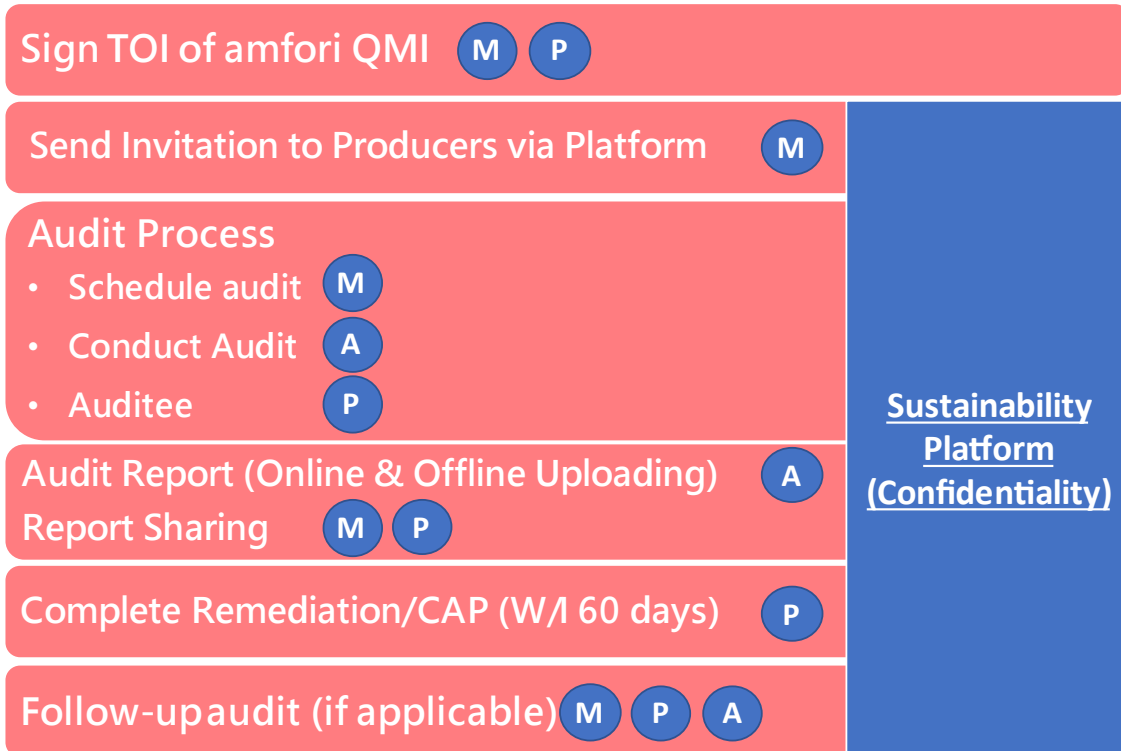 Sign TOI of amfori QMI M P
Send Invitation to Producers via Platform M
Audit Process
• Schedule audit M
• Conduct Audit A
• Auditee P
Audit Report (Online & Offline Uploading) A
Report Sharing M P
Complete Remediation/CAP (W/I 60 days) P
Follow-upaudit (if applicable) M P A
Sustainability
Platform
(Confidentiality)